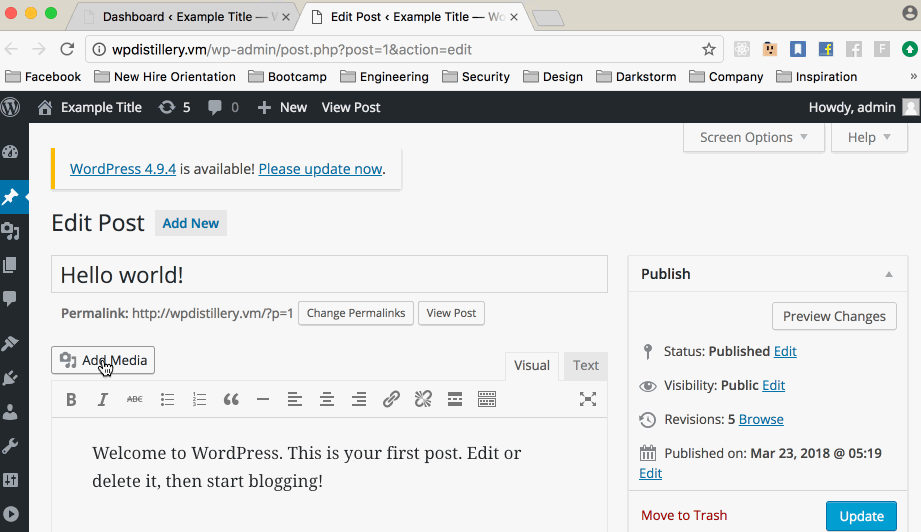 Dashboard ‹ Example Title — W
Edit Post ‹ Example Title — Wo
wpdistillery.vm/wp-admin/post.php?post=1&action=edit
Facebook New Hire Orientation Bootcamp Engineering Security Design Darkstorm Company Inspiration »
Example Title 5 0 + New View Post Howdy, admin
Screen Options Help
WordPress 4.9.4 is available! Please update now.
Edit Post Add New
Hello world!
Permalink: http://wpdistillery.vm/?p=1 Change Permalinks View Post
Add Media
Visual Text
B I ABC
Welcome to WordPress. This is your first post. Edit or
delete it, then start blogging!
Publish
Preview Changes
Status: Published Edit
Visibility: Public Edit
Revisions: 5 Browse
Published on: Mar 23, 2018 @ 05:19
Edit
Move to Trash Update